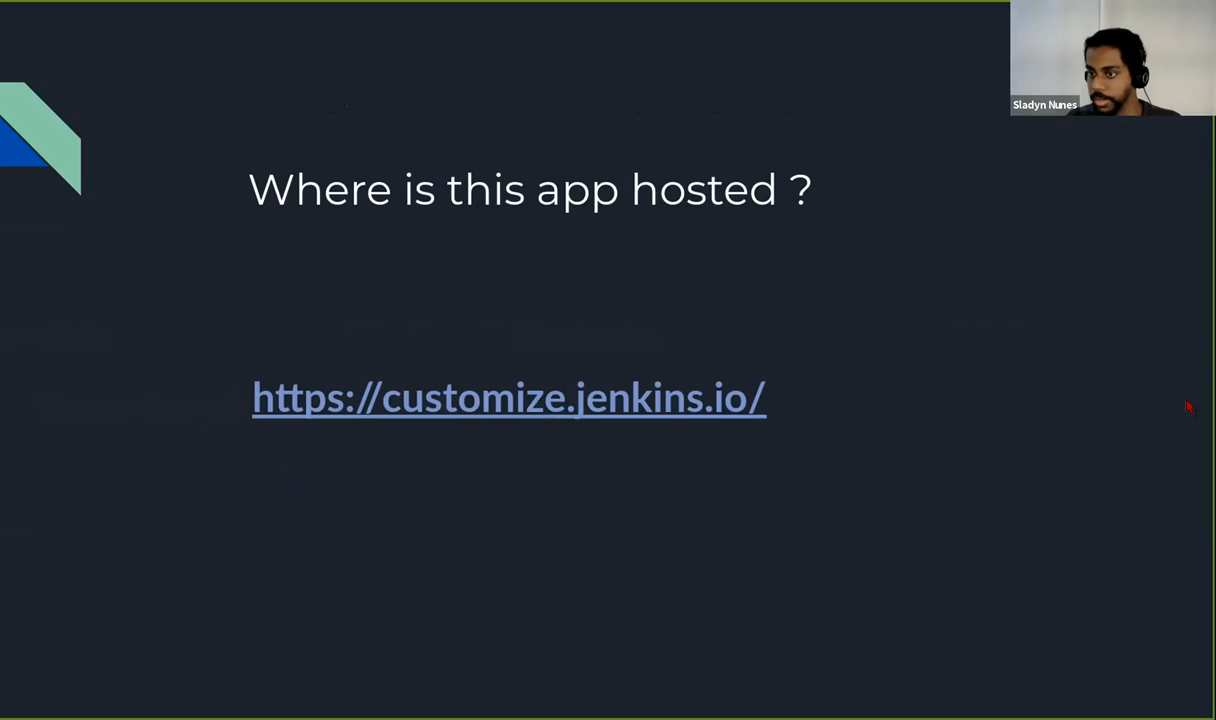 Sladyn Nunes
Where is this app hosted ?
https://customize.jenkins.io/